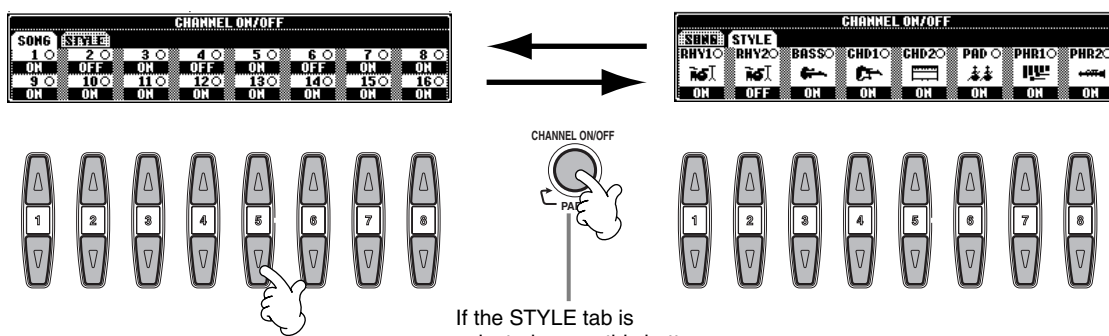 CHANNEL ON/OFF
SONG STYLE
1 2 3 4 5 6 7 8
ON OFF ON OFF ON OFF ON ON
9 10 11 12 13 14 15 16
ON ON ON ON ON ON ON ON
CHANNEL ON/OFF
SONG STYLE
RHY1 RHY2 BASS CHD1 CHD2 PAD PHR1 PHR2
ON OFF ON ON ON ON ON ON
CHANNEL ON/OFF
1 2 3 4 5 6 7 8
1 2 3 4 5 6 7 8
If the STYLE tab is